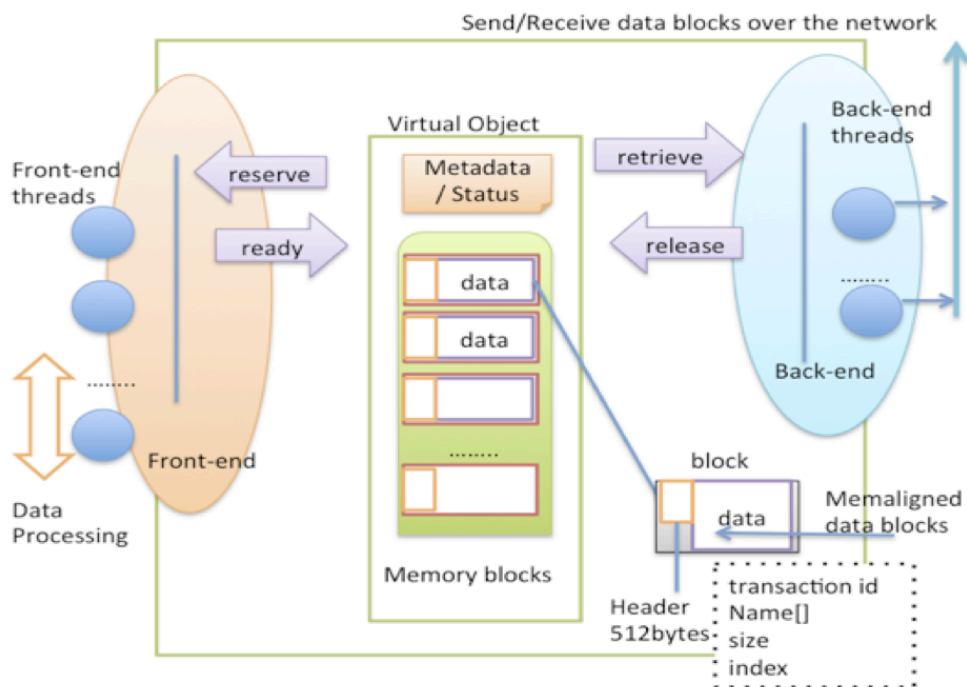 Send/Receive data blocks over the network
Virtual Object
Back-end
threads
Front-end
threads
reserve
Metadata
/ Status
retrieve
ready
release
data
data
........
Back-end
........
Front-end
........
block
data
Memaligned
data blocks
Data
Processing
Memory blocks
Header
512bytes
transaction id
Name[]
size
index